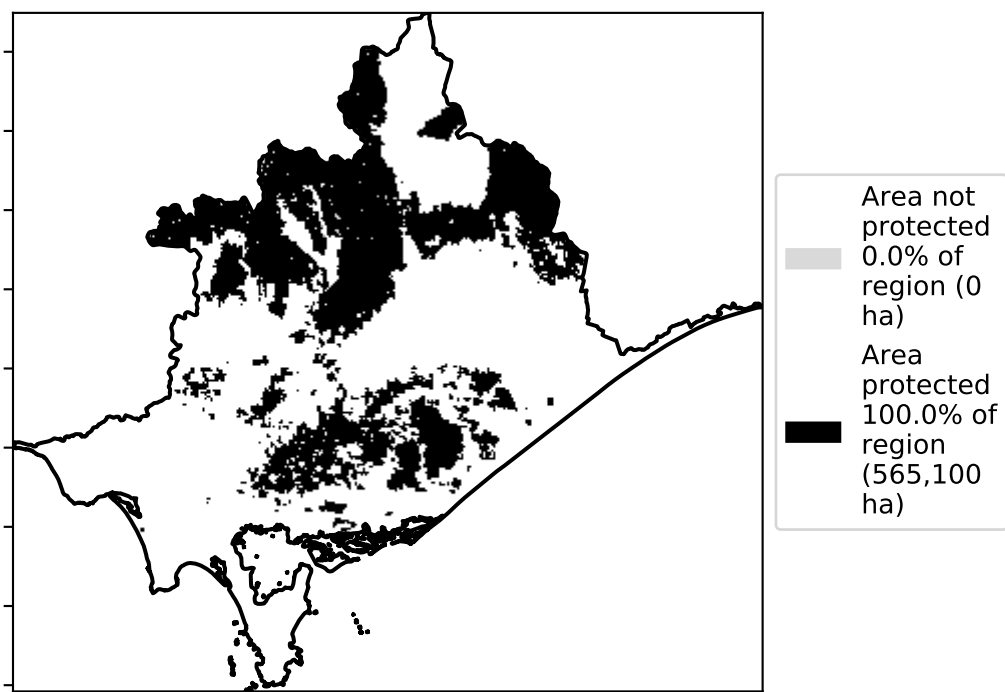 Area not
protected
0.0% of
region (0
ha)
Area
protected
100.0% of
region
(565,100
ha)